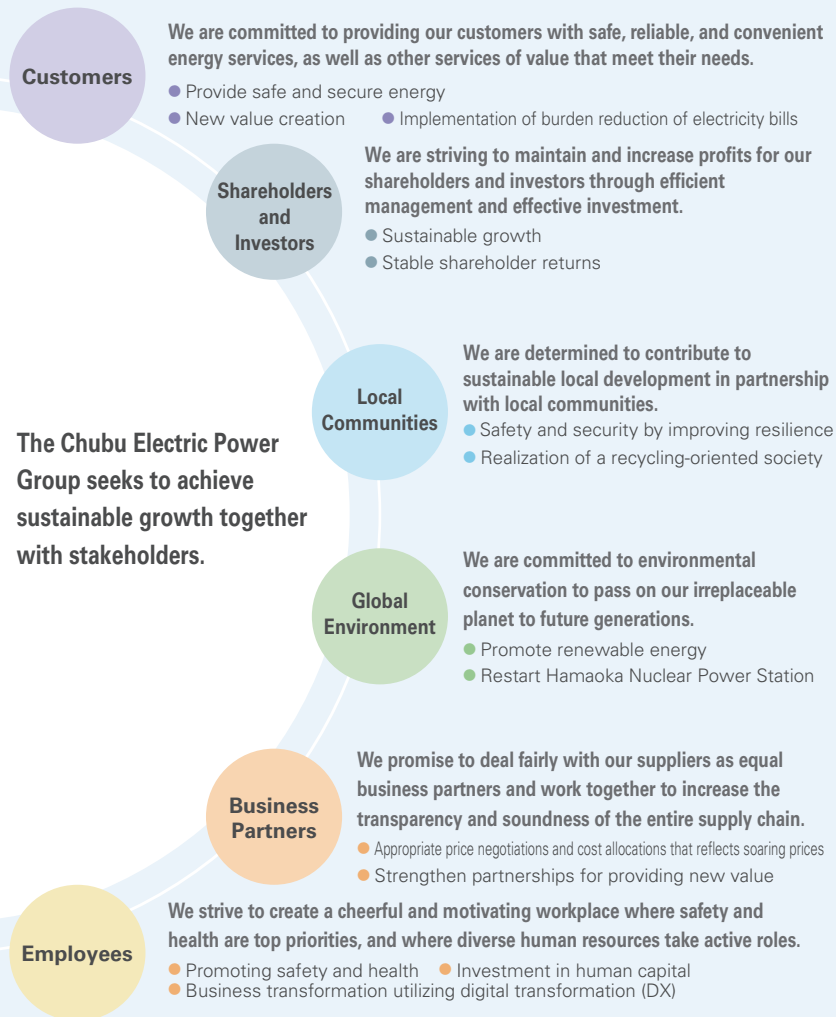 Customers
We are committed to providing our customers with safe, reliable, and convenient
energy services, as well as other services of value that meet their needs.
● Provide safe and secure energy
● New value creation ● Implementation of burden reduction of electricity bills
Shareholders
and
Investors
We are striving to maintain and increase profits for our
shareholders and investors through efficient
management and effective investment.
● Sustainable growth
● Stable shareholder returns
Local
Communities
We are determined to contribute to
sustainable local development in partnership
with local communities.
● Safety and security by improving resilience
● Realization of a recycling-oriented society
The Chubu Electric Power
Group seeks to achieve
sustainable growth together
with stakeholders.
Global
Environment
We are committed to environmental
conservation to pass on our irreplaceable
planet to future generations.
● Promote renewable energy
● Restart Hamaoka Nuclear Power Station
Business
Partners
We promise to deal fairly with our suppliers as equal
business partners and work together to increase the
transparency and soundness of the entire supply chain.
● Appropriate price negotiations and cost allocations that reflects soaring prices
● Strengthen partnerships for providing new value
Employees
We strive to create a cheerful and motivating workplace where safety and
health are top priorities, and where diverse human resources take active roles.
● Promoting safety and health ● Investment in human capital
● Business transformation utilizing digital transformation (DX)